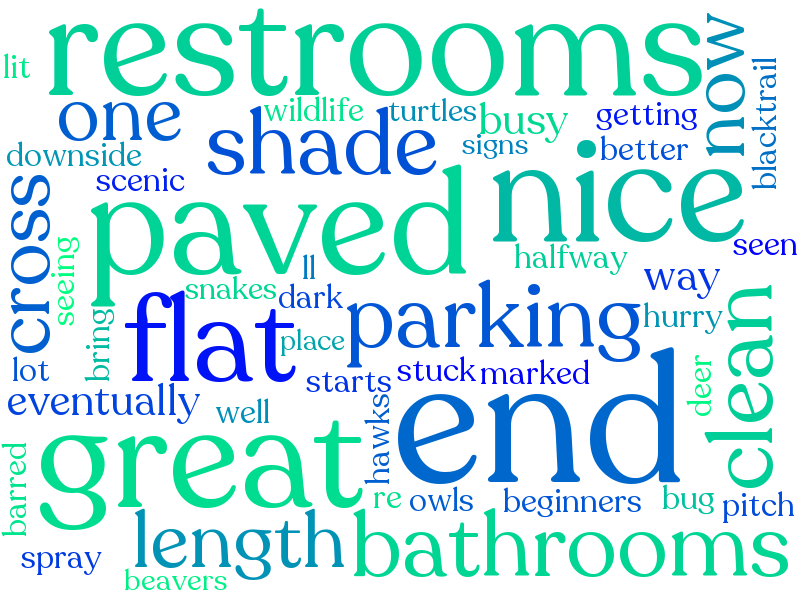 restrooms
now
lit
one
wildlife
turtles
busy
getting
blacktrail
shade
signs
better
downside
scenic
nice
paved
cross
seen
seeing
ll
halfway
way
snakes
dark
flat
parking
hurry
clean
bring
place
lot
starts
stuck
marked
deer
eventually
well
hawks
end
great
barred
re
owls
beginners
bug
pitch
length
bathrooms
spray
beavers